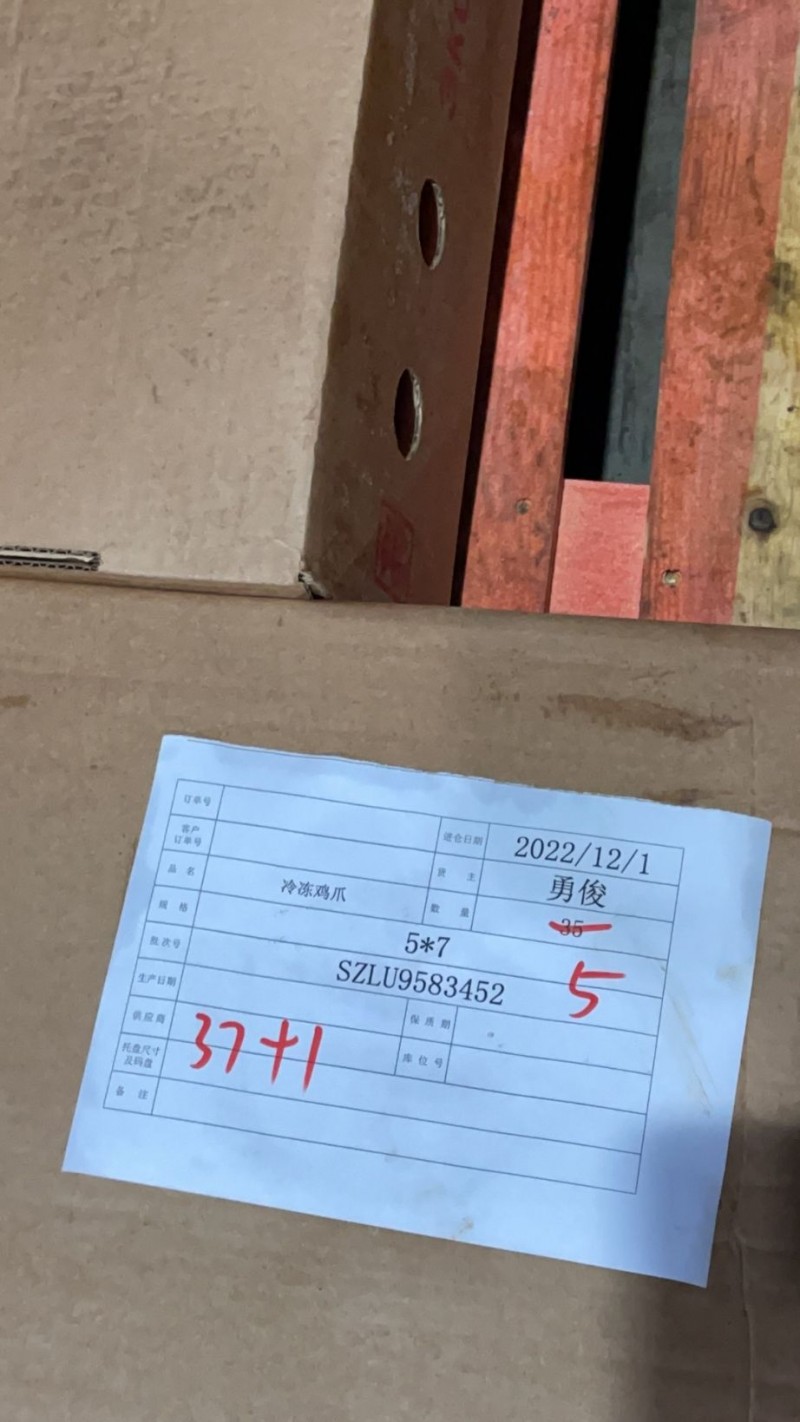 订单号
客户订单号 进仓日期 2022/12/1
品名 冷冻鸡爪 货主 勇俊
规格 数量 35
5*7
批次号 SZLU9583452 5
生产日期
供应商 37+1 保质期
托盘尺寸及码盘 库位号
备注